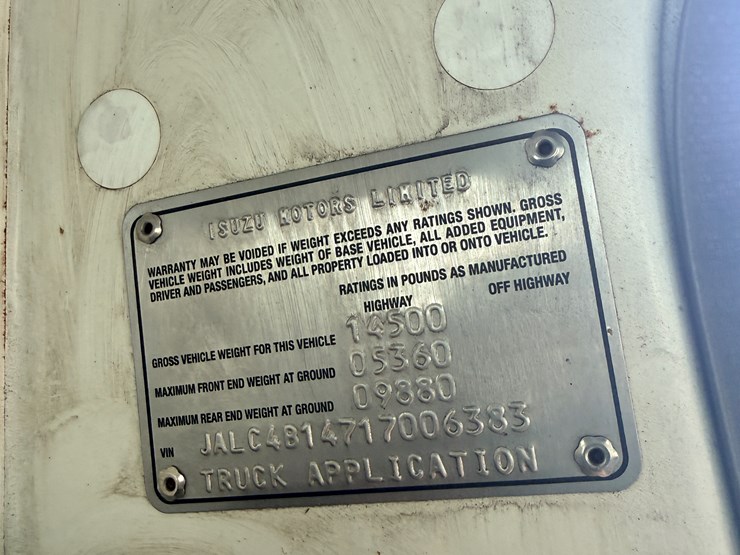 ISUZU MOTORS LIMITED
WARRANTY MAY BE VOIDED IF WEIGHT EXCEEDS ANY RATINGS SHOWN. GROSS
VEHICLE WEIGHT INCLUDES WEIGHT OF BASE VEHICLE, ALL ADDED EQUIPMENT,
DRIVER AND PASSENGERS, AND ALL PROPERTY LOADED INTO OR ONTO VEHICLE.
RATINGS IN POUNDS AS MANUFACTURED
HIGHWAY OFF HIGHWAY
GROSS VEHICLE WEIGHT FOR THIS VEHICLE 14500
MAXIMUM FRONT END WEIGHT AT GROUND 05360
MAXIMUM REAR END WEIGHT AT GROUND 09880
VIN JALC4B14717006383
TRUCK APPLICATION